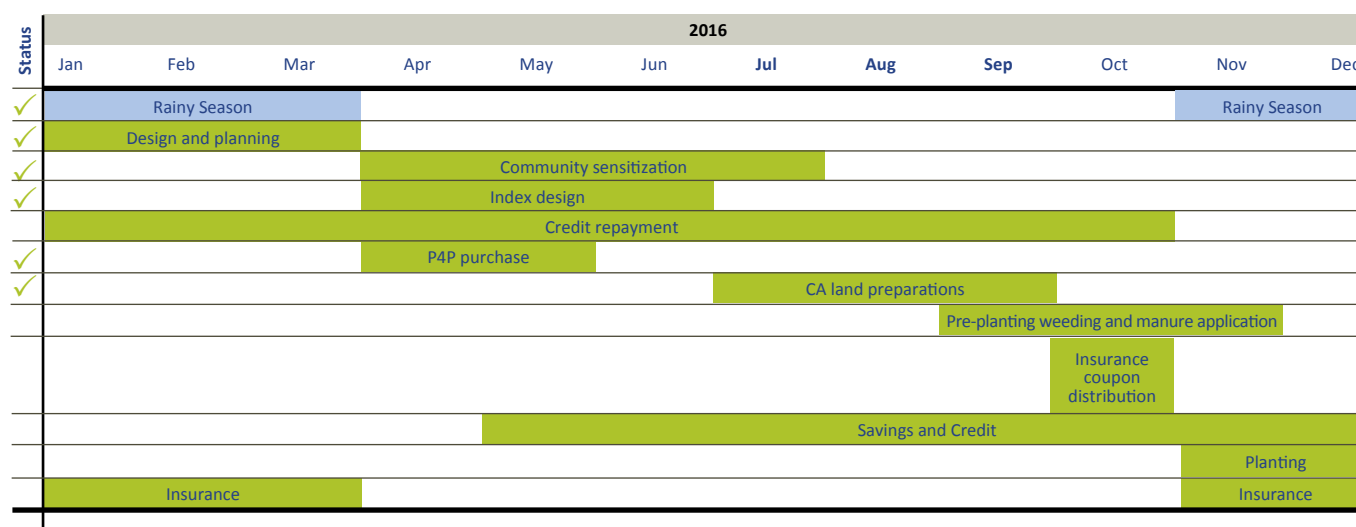 Status
2016
Jan Feb Mar Apr May Jun Jul Aug Sep Oct Nov Dec
Rainy Season Rainy Season
Design and planning
Community sensitization
Index design
Credit repayment
P4P purchase
CA land preparations
Pre-planting weeding and manure application
Insurance
coupon
distribution
Savings and Credit
Planting
Insurance Insurance